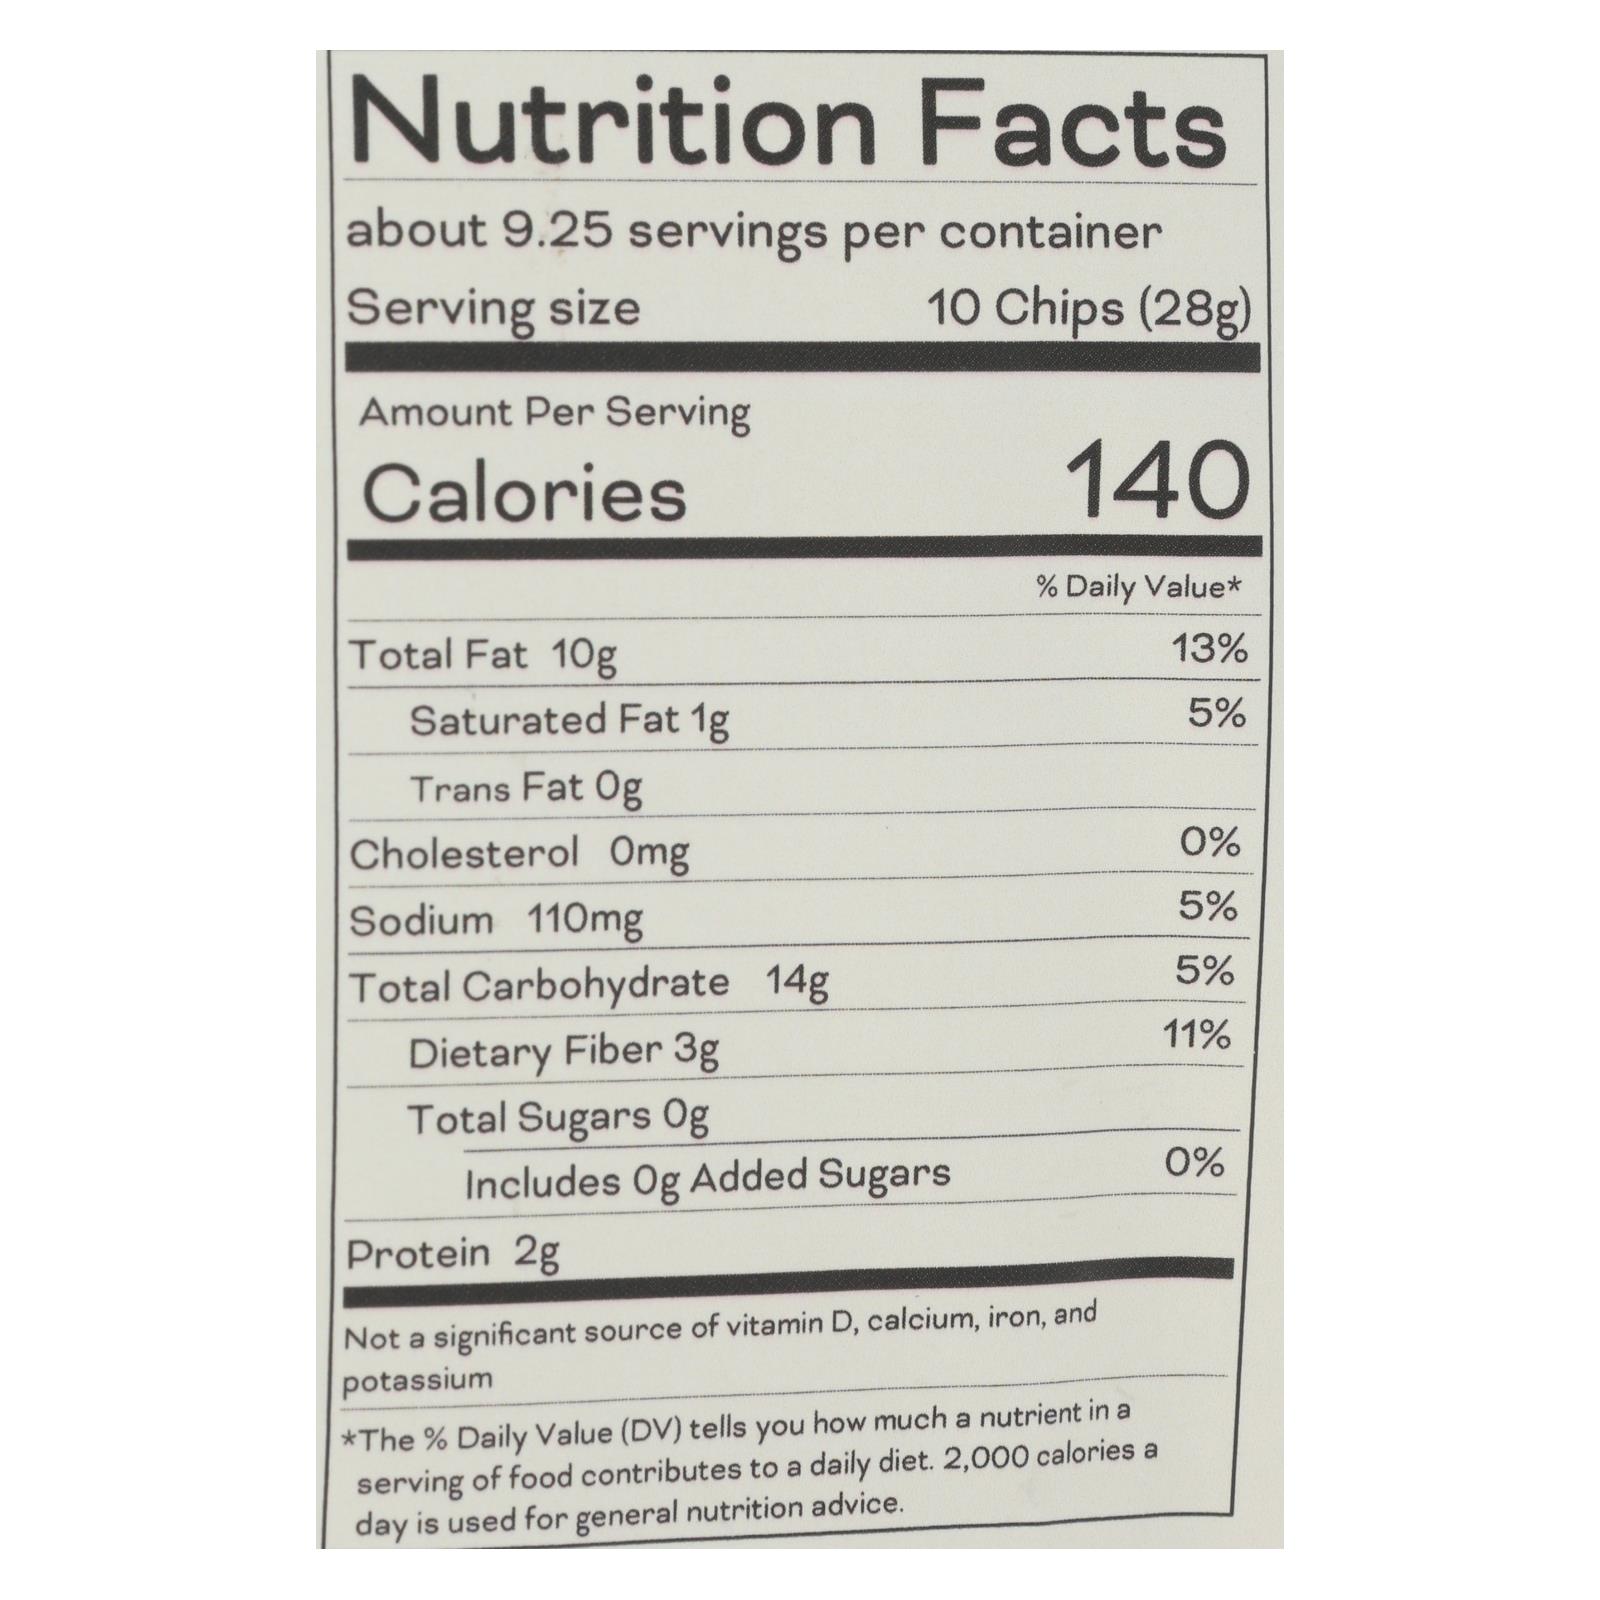 Nutrition Facts
about 9.25 servings per container
Serving size 10 Chips (28g)
Amount Per Serving
Calories 140
% Daily Value*
Total Fat 10g 13%
Saturated Fat 1g 5%
Trans Fat 0g
Cholesterol 0mg 0%
Sodium 110mg 5%
Total Carbohydrate 14g 5%
Dietary Fiber 3g 11%
Total Sugars 0g
Includes 0g Added Sugars 0%
Protein 2g
Not a significant source of vitamin D, calcium, iron, and
potassium
*The % Daily Value (DV) tells you how much a nutrient in a
serving of food contributes to a daily diet. 2,000 calories a
day is used for general nutrition advice.